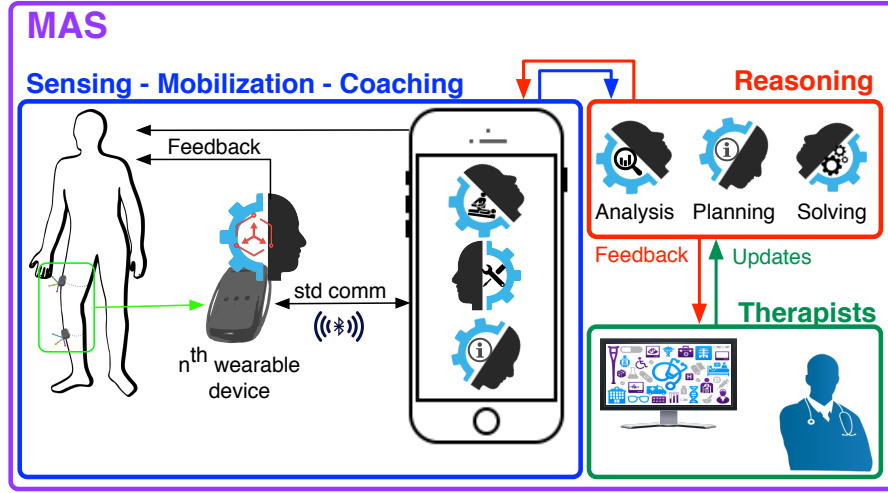 MAS
Sensing - Mobilization - Coaching
Reasoning
Feedback
Analysis Planning Solving
Feedback
Updates
std comm
nth wearable
device
Therapists